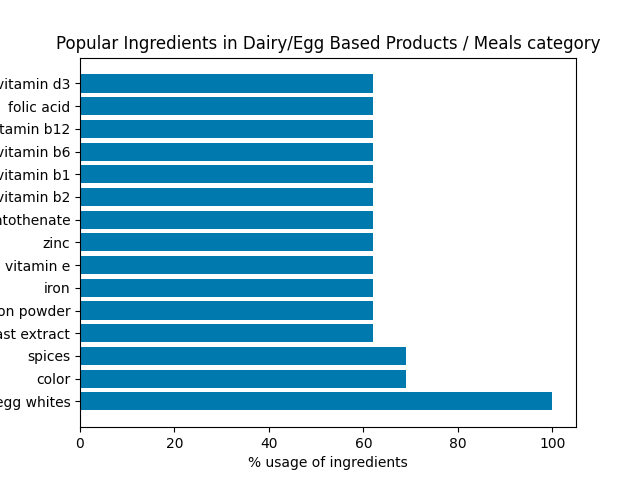 Popular Ingredients in Dairy/Egg Based Products / Meals category
vitamin d3
folic acid
tamin b12
vitamin b6
vitamin b1
vitamin b2
ntothenate
zinc
vitamin e
iron
on powder
ast extract
spices
color
egg whites
0 20 40 60 80 100
% usage of ingredients